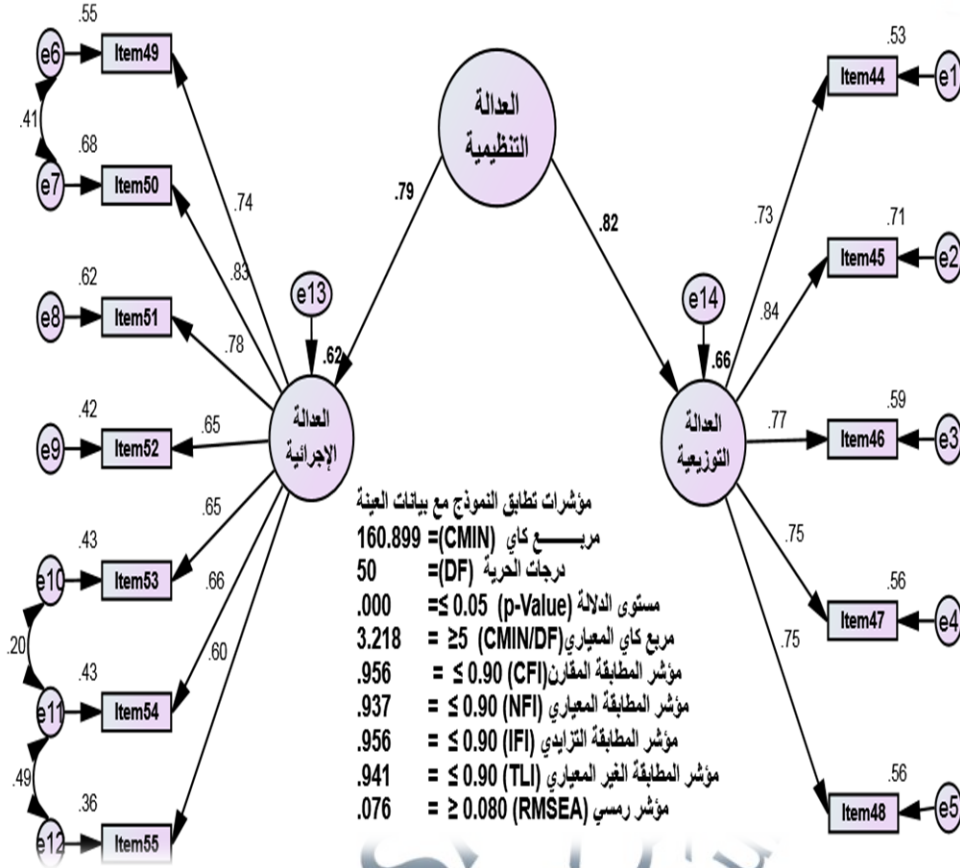 العدالة
التنظيمية
.79
.82
.55
e6
Item49
.41
.68
e7
Item50
.62
e8
Item51
.42
e9
Item52
.43
e10
Item53
.20
.43
e11
Item54
.49
.36
e12
Item55
.74
.83
.78
.65
.65
.66
.60
e13
.62
العدالة
الإجرائية
e14
.66
العدالة
التوزيعية
.73
.84
.77
.75
.75
.53
Item44
e1
.71
Item45
e2
.59
Item46
e3
.56
Item47
e4
.56
Item48
e5
مؤشرات تطابق النموذج مع بيانات العينة
مربـــــع كاي (CMIN)= 160.899
درجات الحرية (DF)= 50
مستوى الدلالة (p-Value) 0.05 ≥= .000
مربع كاي المعياري(CMIN/DF) 5≤ = 3.218
مؤشر المطابقة المقارن(CFI) 0.90 ≥ = .956
مؤشر المطابقة المعياري (NFI) 0.90 ≥ = .937
مؤشر المطابقة التزايدي (IFI) 0.90 ≥ = .956
مؤشر المطابقة الغير المعياري (TLI) 0.90 ≥ = .941
مؤشر رمسي (RMSEA) 0.080 ≤ = .076